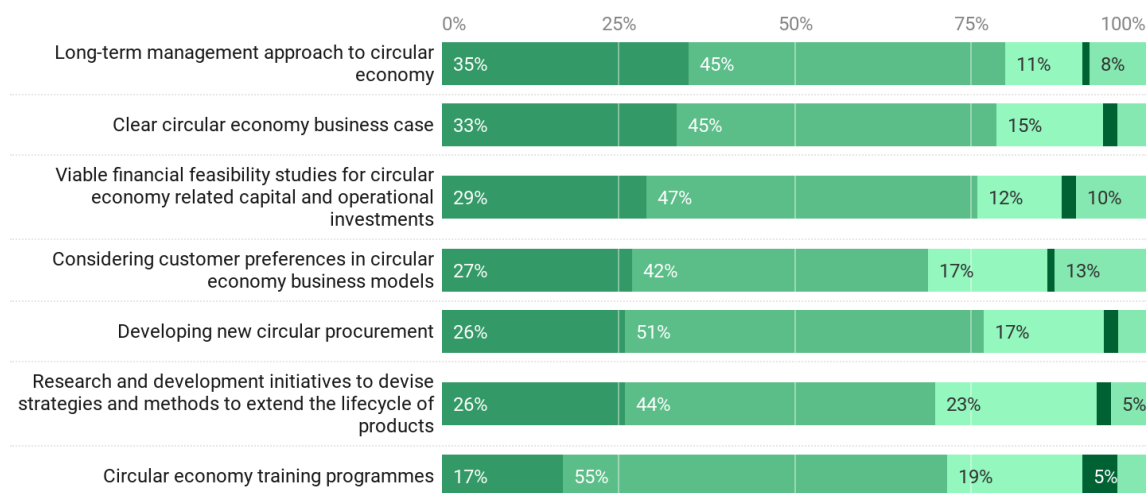 0% 25% 50% 75% 100%
Long-term management approach to circular
economy
35% 45% 11% 8%
Clear circular economy business case
33% 45% 15%
Viable financial feasibility studies for circular
economy related capital and operational
investments
29% 47% 12% 10%
Considering customer preferences in circular
economy business models
27% 42% 17% 13%
Developing new circular procurement
26% 51% 17%
Research and development initiatives to devise
strategies and methods to extend the lifecycle of
products
26% 44% 23% 5%
Circular economy training programmes
17% 55% 19% 5%